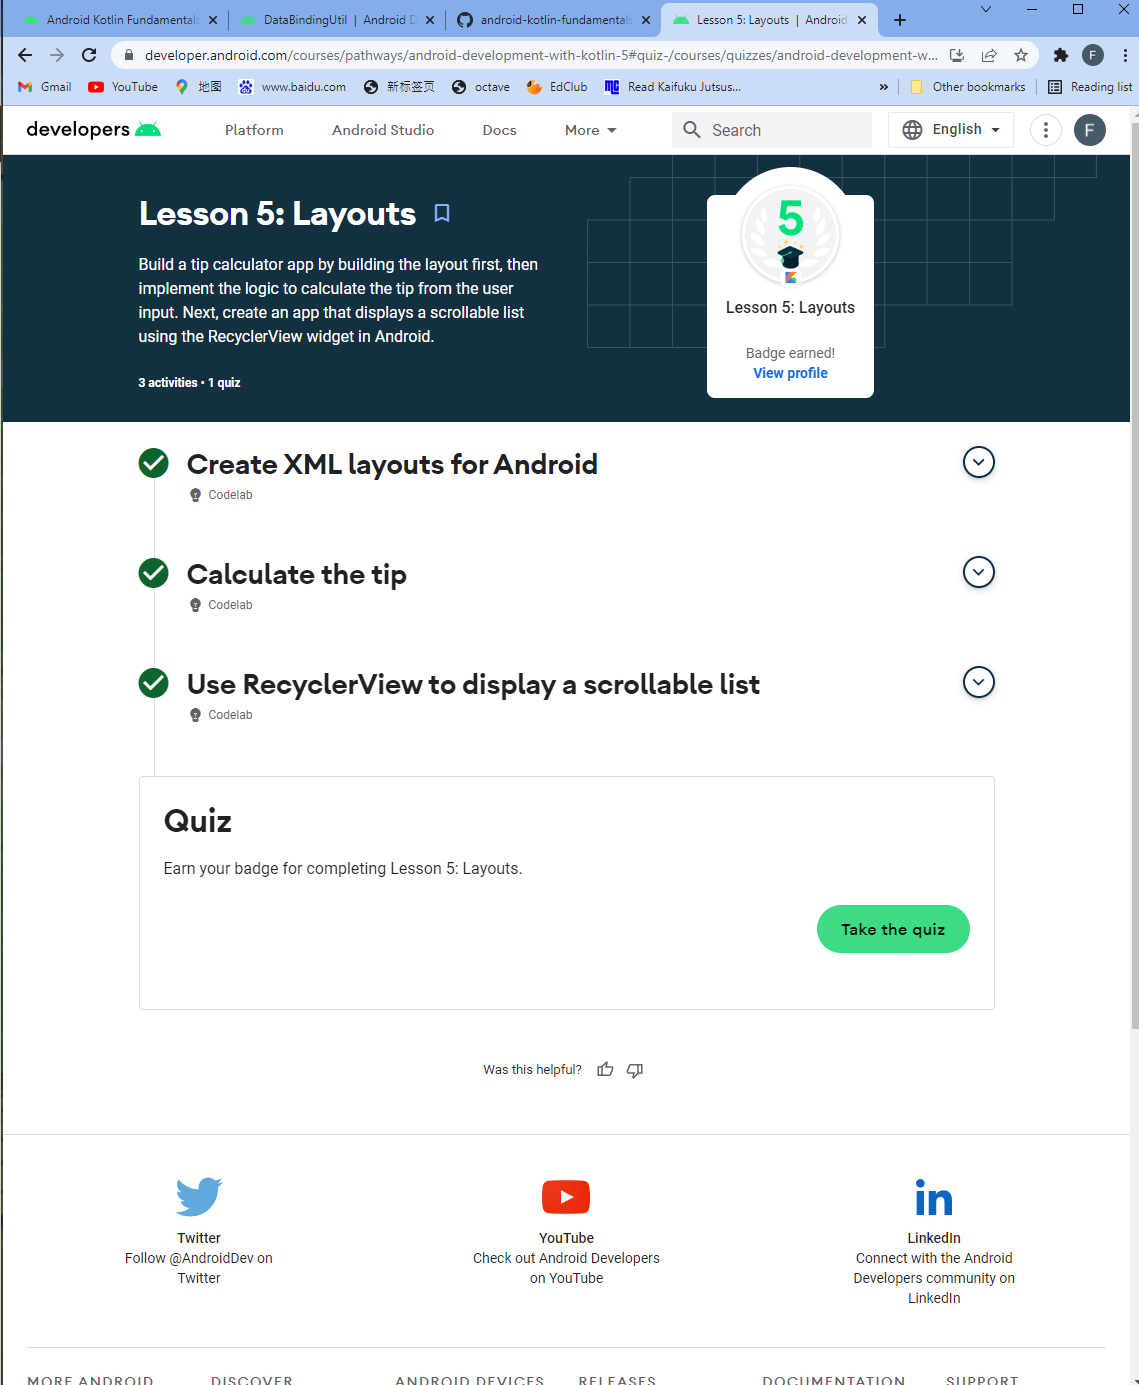 Android Kotlin Fundamentals
DataBindingUtil | Android D
android-kotlin-fundamentals
Lesson 5: Layouts | Android
developer.android.com/courses/pathways/android-development-with-kotlin-5#quiz-/courses/quizzes/android-development-w...
F
Gmail
YouTube
地图
www.baidu.com
新标签页
octave
EdClub
Read Kaifuku Jutsus...
»
Other bookmarks
Reading list
developers
Platform
Android Studio
Docs
More
Search
English
F
Lesson 5: Layouts
Build a tip calculator app by building the layout first, then
implement the logic to calculate the tip from the user
input. Next, create an app that displays a scrollable list
using the RecyclerView widget in Android.
3 activities • 1 quiz
5
Lesson 5: Layouts
Badge earned!
View profile
Create XML layouts for Android
Codelab
Calculate the tip
Codelab
Use RecyclerView to display a scrollable list
Codelab
Quiz
Earn your badge for completing Lesson 5: Layouts.
Take the quiz
Was this helpful?
Twitter
Follow @AndroidDev on
Twitter
YouTube
Check out Android Developers
on YouTube
LinkedIn
Connect with the Android
Developers community on
LinkedIn
MORE ANDROID
DISCOVER
ANDROID DEVICES
RELEASES
DOCUMENTATION
SUPPORT